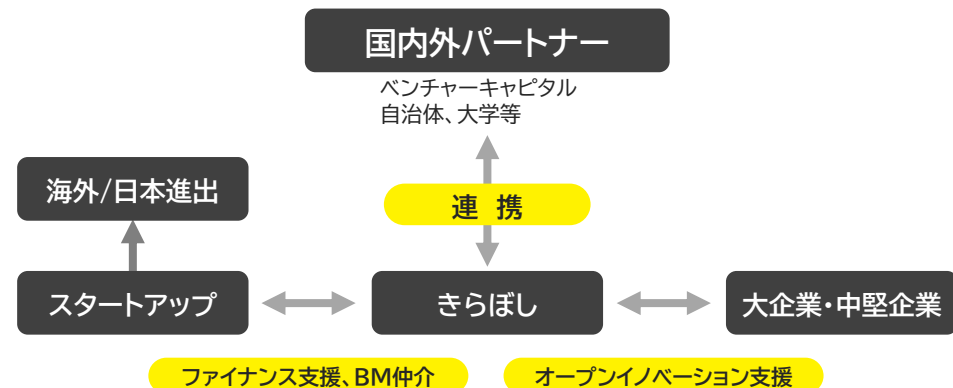 国内外パートナー
ベンチャーキャピタル
自治体、大学等
海外/日本進出
連 携
スタートアップ
きらぼし
大企業・中堅企業
ファイナンス支援、BM仲介
オープンイノベーション支援